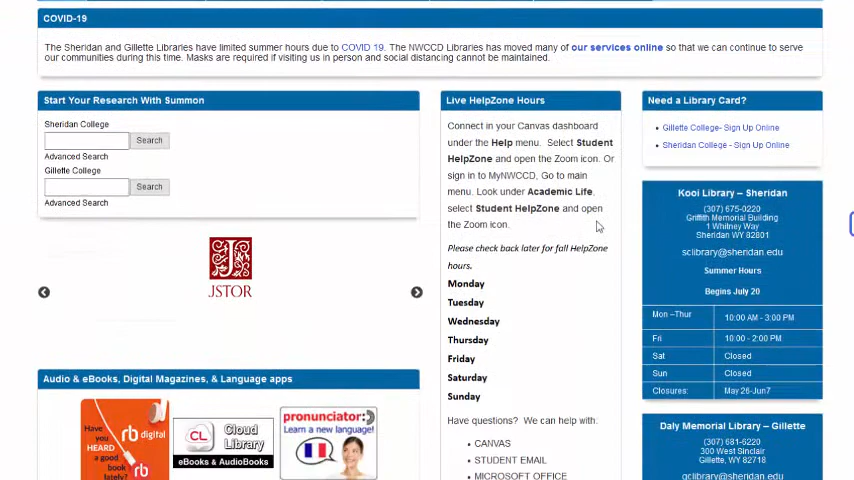 COVID-19
The Sheridan and Gillette Libraries have limited summer hours due to COVID 19. The NWCCD Libraries has moved many of our services online so that we can continue to serve
our communities during this time. Masks are required if visiting us in person and social distancing cannot be maintained.
Start Your Research With Summon
Sheridan College
Search
Advanced Search
Gillette College
Search
Advanced Search
JSTOR
Audio & eBooks, Digital Magazines, & Language apps
Have you HEARD a good book lately?
rb digital
rb
CL Cloud Library
eBooks & AudioBooks
pronunciator:
Learn a new language!
Live HelpZone Hours
Connect in your Canvas dashboard
under the Help menu. Select Student
HelpZone and open the Zoom icon. Or
sign in to MyNWCCD, Go to main
menu. Look under Academic Life,
select Student HelpZone and open
the Zoom icon.
Please check back later for fall HelpZone
hours.
Monday
Tuesday
Wednesday
Thursday
Friday
Saturday
Sunday
Have questions? We can help with:
CANVAS
STUDENT EMAIL
MICROSOFT OFFICE
Need a Library Card?
Gillette College- Sign Up Online
Sheridan College - Sign Up Online
Kooi Library – Sheridan
(307) 675-0220
Griffith Memorial Building
1 Whitney Way
Sheridan WY 82801
sclibrary@sheridan.edu
Summer Hours
Begins July 20
Mon –Thur 10:00 AM - 3:00 PM
Fri 10:00 - 2:00 PM
Sat Closed
Sun Closed
Closures: May 26-Jun7
Daly Memorial Library – Gillette
(307) 681-6220
300 West Sinclair
Gillette, WY 82718
gclibrary@sheridan.edu